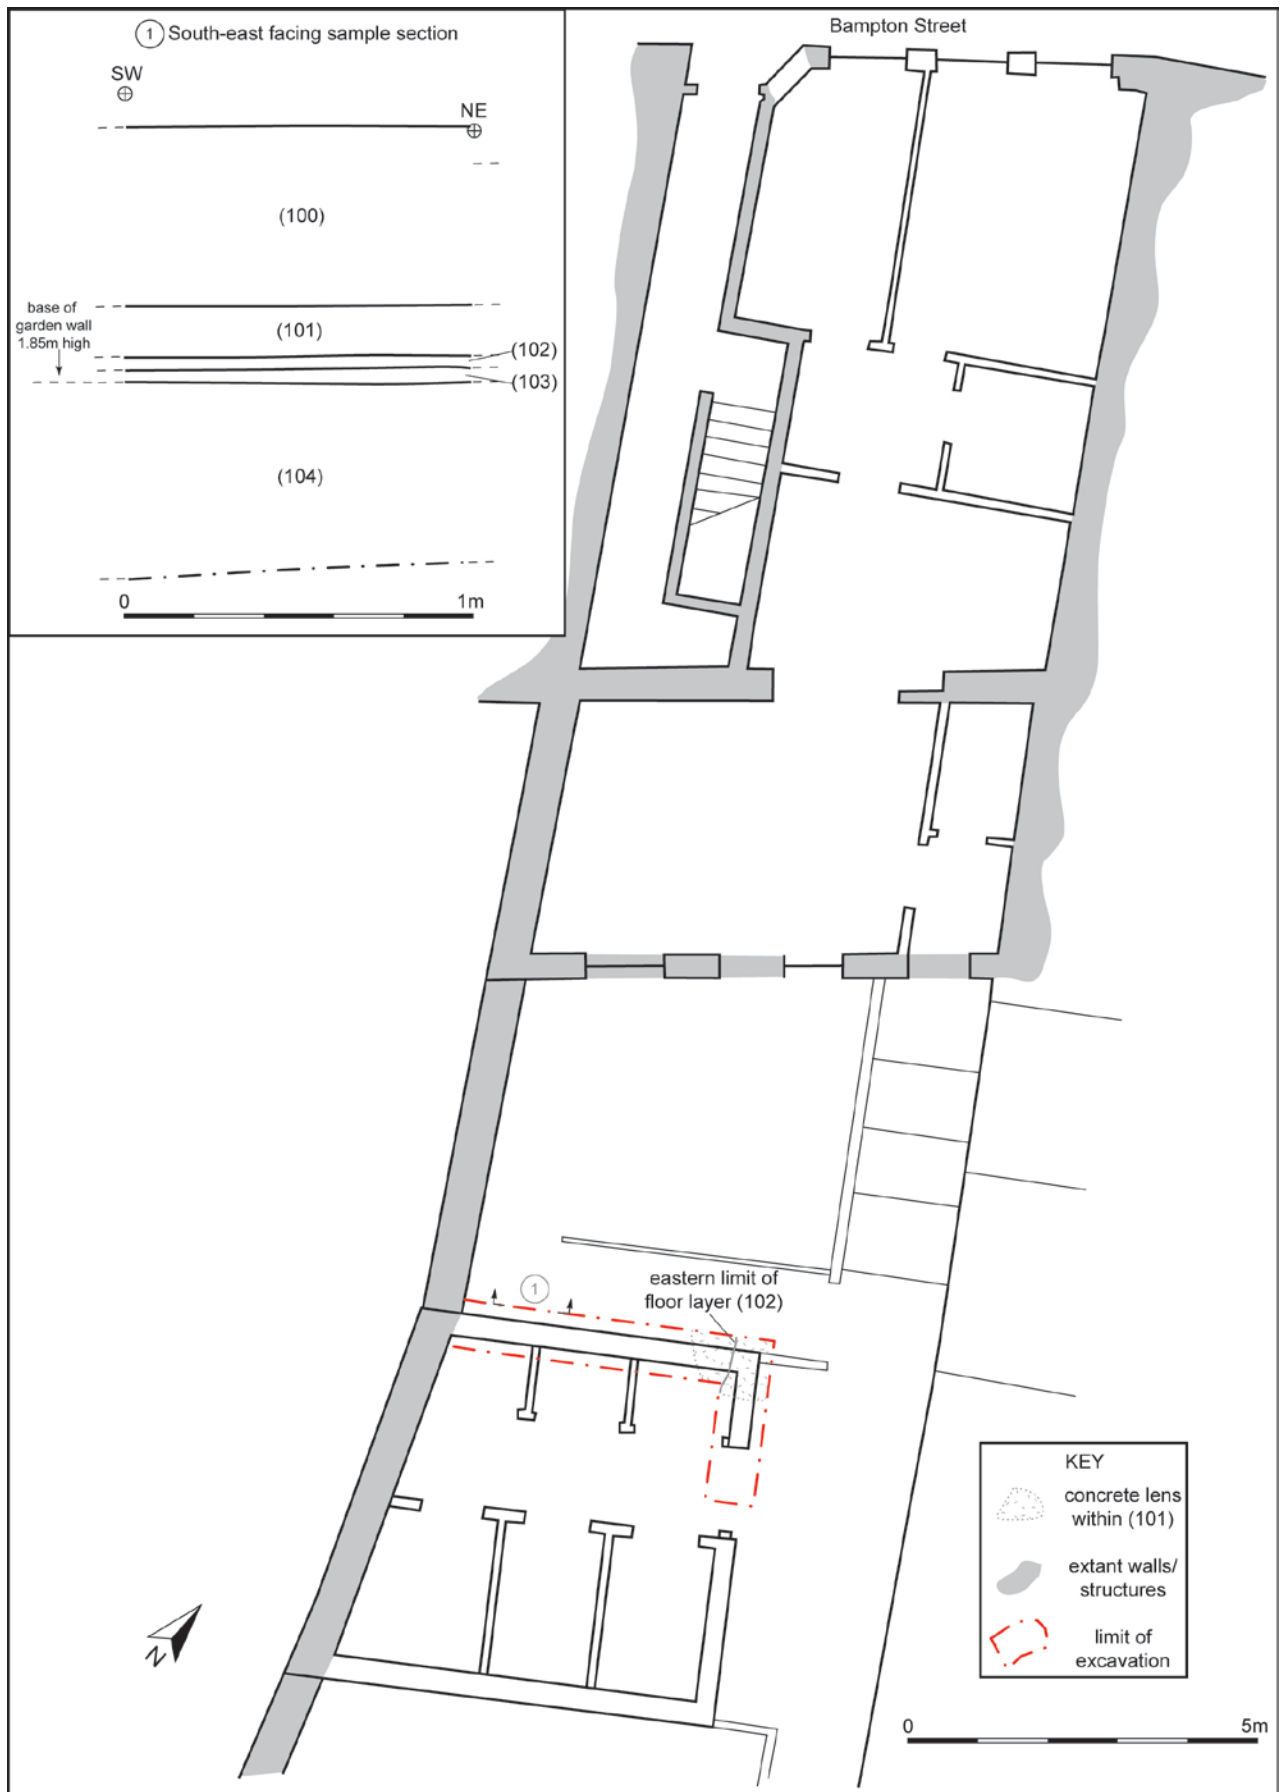 1 South-east facing sample section
SW
NE
(100)
base of
garden wall
1.85m high
(101)
(102)
(103)
(104)
0 1m
Bampton Street
1
eastern limit of
floor layer (102)
N
KEY
concrete lens
within (101)
extant walls/
structures
limit of
excavation
0 5m